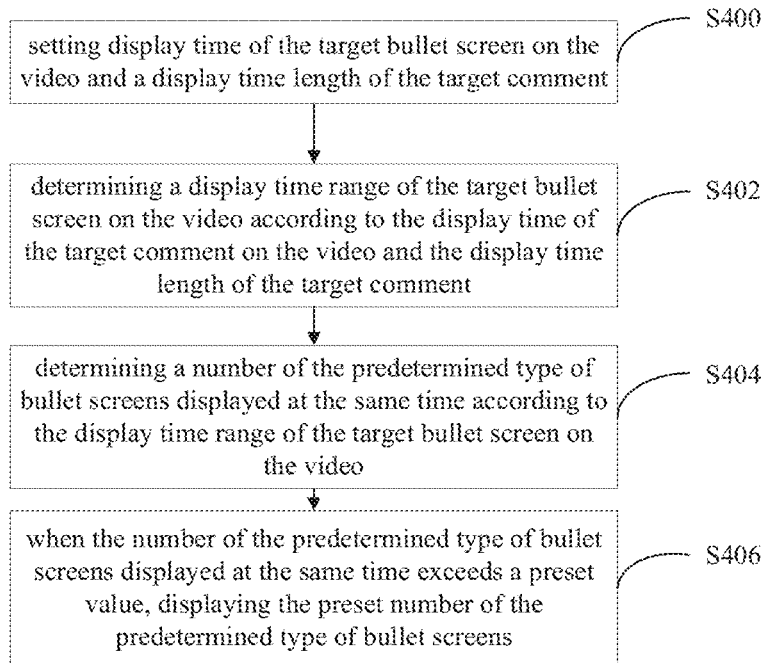 setting display time of the target bullet screen on the
video and a display time length of the target comment
S400
determining a display time range of the target bullet
screen on the video according to the display time of
the target comment on the video and the display time
length of the target comment
S402
determining a number of the predetermined type of
bullet screens displayed at the same time according to
the display time range of the target bullet screen on
the video
S404
when the number of the predetermined type of bullet
screens displayed at the same time exceeds a preset
value, displaying the preset number of the
predetermined type of bullet screens
S406